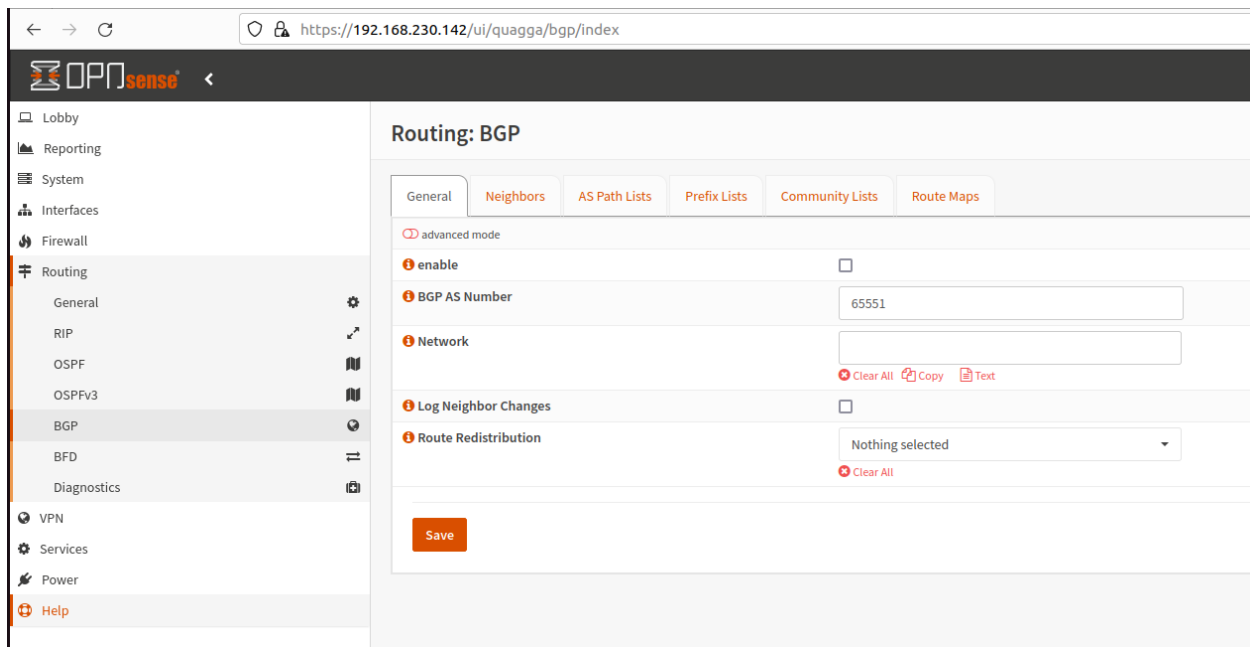 https://192.168.230.142/ui/quagga/bgp/index
OPNsense
Lobby
Reporting
System
Interfaces
Firewall
Routing
General
RIP
OSPF
OSPFv3
BGP
BFD
Diagnostics
VPN
Services
Power
Help
Routing: BGP
General Neighbors AS Path Lists Prefix Lists Community Lists Route Maps
advanced mode
enable
BGP AS Number 65551
Network
Clear All Copy Text
Log Neighbor Changes
Route Redistribution Nothing selected
Clear All
Save